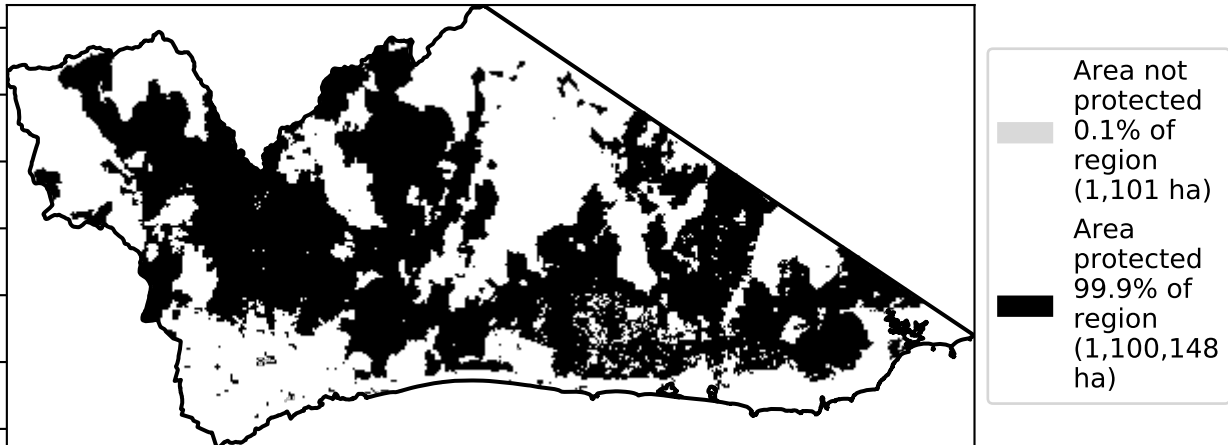 Area not
protected
0.1% of
region
(1,101 ha)
Area
protected
99.9% of
region
(1,100,148
ha)